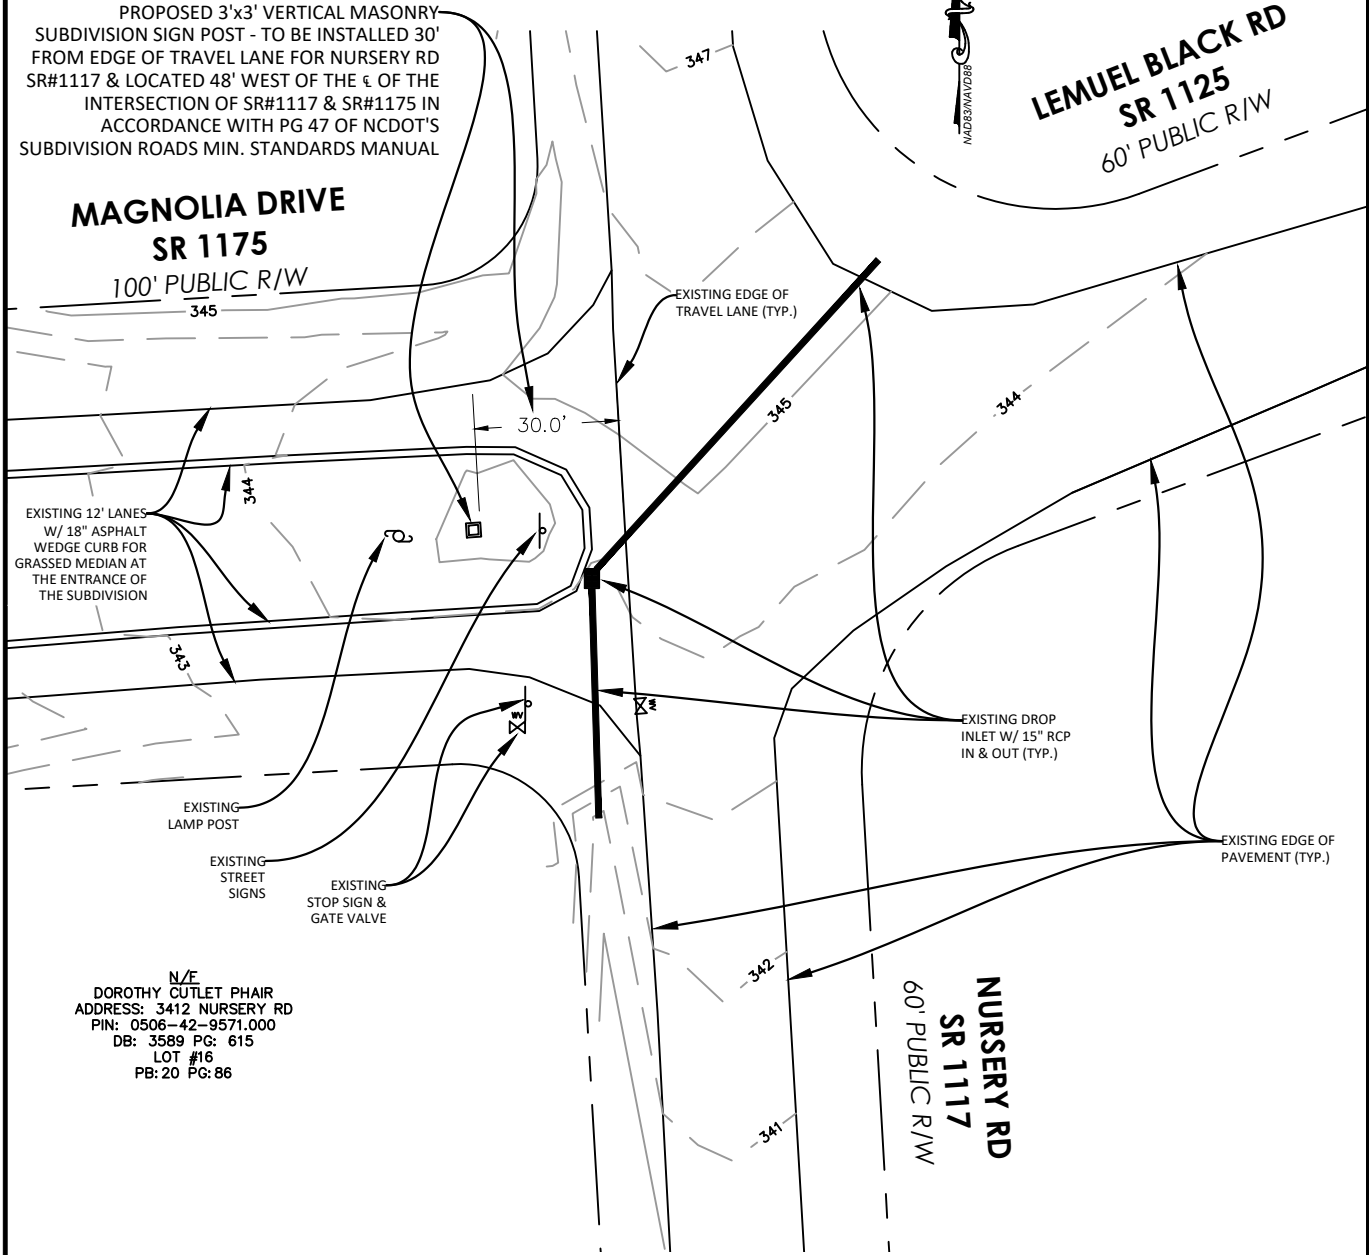 PROPOSED 3'x3' VERTICAL MASONRY
SUBDIVISION SIGN POST - TO BE INSTALLED 30'
FROM EDGE OF TRAVEL LANE FOR NURSERY RD
SR#1117 & LOCATED 48' WEST OF THE ℄ OF THE
INTERSECTION OF SR#1117 & SR#1175 IN
ACCORDANCE WITH PG 47 OF NCDOT'S
SUBDIVISION ROADS MIN. STANDARDS MANUAL
NAD83/NAVD88
LEMUEL BLACK RD
SR 1125
60' PUBLIC R/W
347
MAGNOLIA DRIVE
SR 1175
100' PUBLIC R/W
345
EXISTING EDGE OF
TRAVEL LANE (TYP.)
30.0'
345
344
344
EXISTING 12' LANES
W/ 18" ASPHALT
WEDGE CURB FOR
GRASSED MEDIAN AT
THE ENTRANCE OF
THE SUBDIVISION
343
WV
WV
EXISTING DROP
INLET W/ 15" RCP
IN & OUT (TYP.)
EXISTING
LAMP POST
EXISTING
STREET
SIGNS
EXISTING
STOP SIGN &
GATE VALVE
EXISTING EDGE OF
PAVEMENT (TYP.)
342
N/F
DOROTHY CUTLET PHAIR
ADDRESS: 3412 NURSERY RD
PIN: 0506-42-9571.000
DB: 3589 PG: 615
LOT #16
PB: 20 PG: 86
NURSERY RD
SR 1117
60' PUBLIC R/W
341